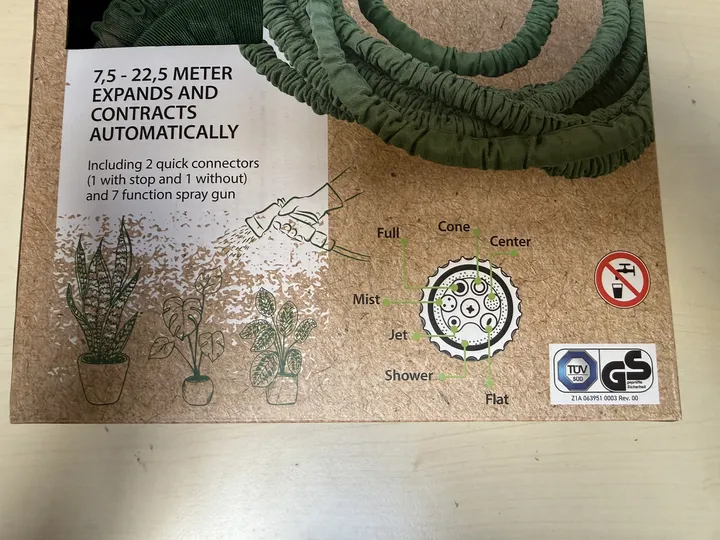 7,5 - 22,5 METER
EXPANDS AND
CONTRACTS
AUTOMATICALLY
Including 2 quick connectors
(1 with stop and 1 without)
and 7 function spray gun
Full
Cone
Center
Mist
Jet
Shower
Flat
TÜV
SÜD
GS
geprüfte
Sicherheit
Z1A 063951 0003 Rev. 00